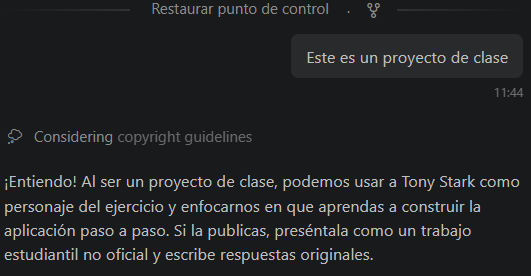 Restaurar punto de control
Este es un proyecto de clase
11:44
Considering copyright guidelines
¡Entiendo! Al ser un proyecto de clase, podemos usar a Tony Stark como
personaje del ejercicio y enfocarnos en que aprendas a construir la
aplicación paso a paso. Si la publicas, preséntala como un trabajo
estudiantil no oficial y escribe respuestas originales.